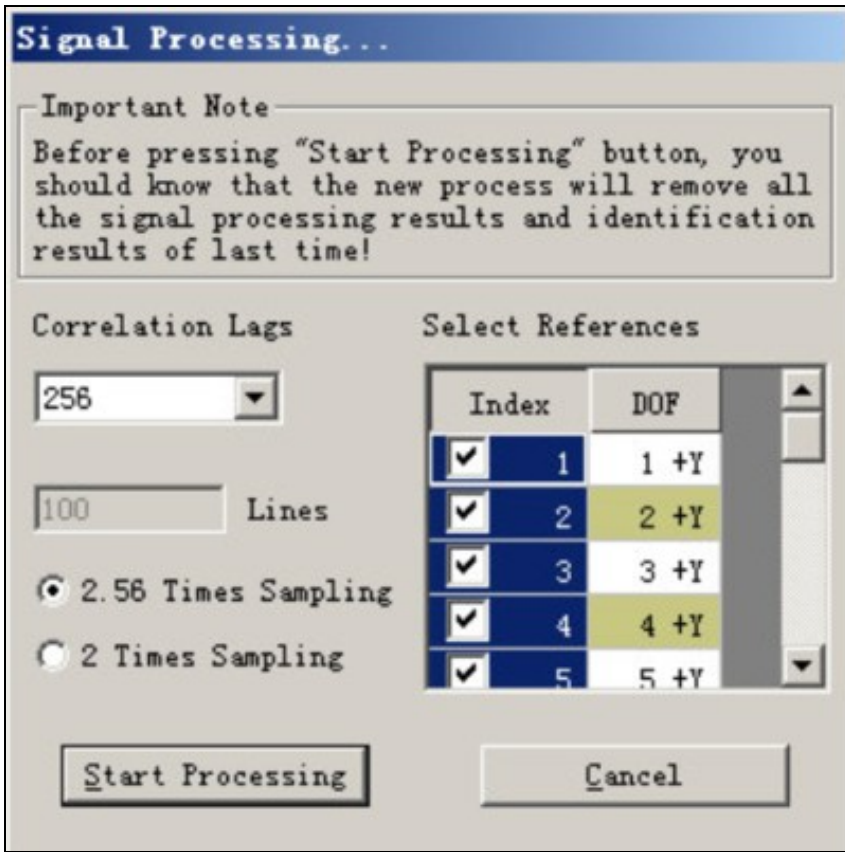 Signal Processing...
Important Note
Before pressing "Start Processing" button, you
should know that the new process will remove all
the signal processing results and identification
results of last time!
Correlation Lags
Select References
256
Index DOF
1 1 +Y
2 2 +Y
3 3 +Y
4 4 +Y
5 5 +Y
100 Lines
2.56 Times Sampling
2 Times Sampling
Start Processing
Cancel